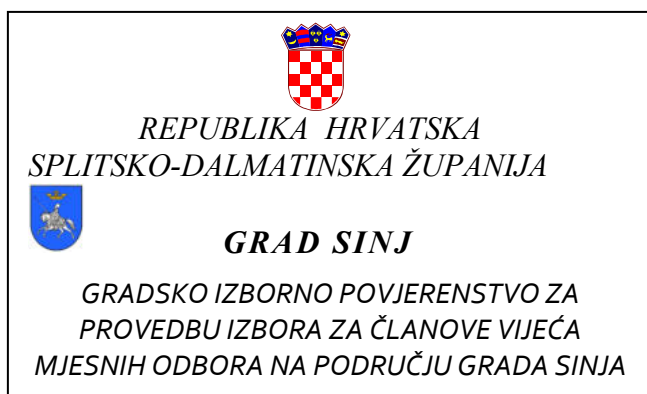 REPUBLIKA HRVATSKA
SPLITSKO-DALMATINSKA ŽUPANIJA
GRAD SINJ
GRADSKO IZBORNO POVJERENSTVO ZA
PROVEDBU IZBORA ZA ČLANOVE VIJEĆA
MJESNIH ODBORA NA PODRUČJU GRADA SINJA